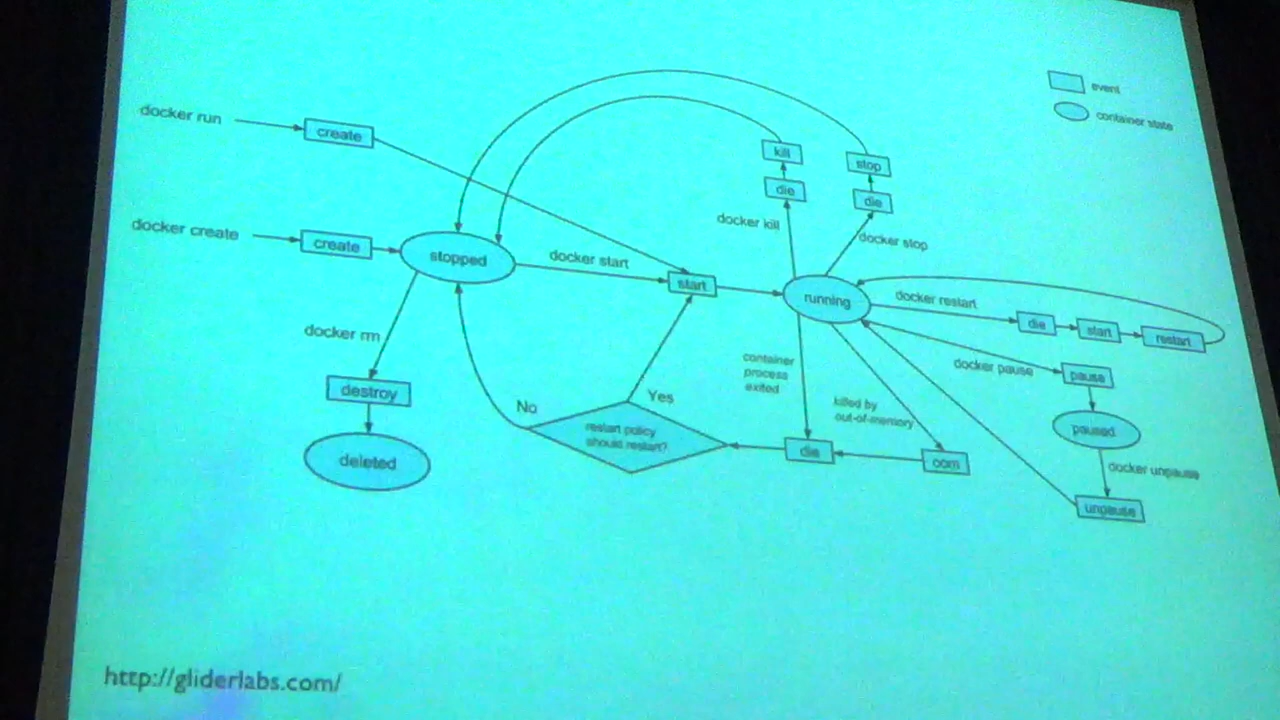 event
container state
docker run
create
kill
stop
die
die
docker kill
docker stop
docker create
create
stopped
docker start
start
running
docker restart
die
start
restart
docker rm
container
process
exited
docker pause
pause
destroy
No
Yes
killed by
out-of-memory
restart policy
should restart?
paused
deleted
die
oom
docker unpause
unpause
http://gliderlabs.com/